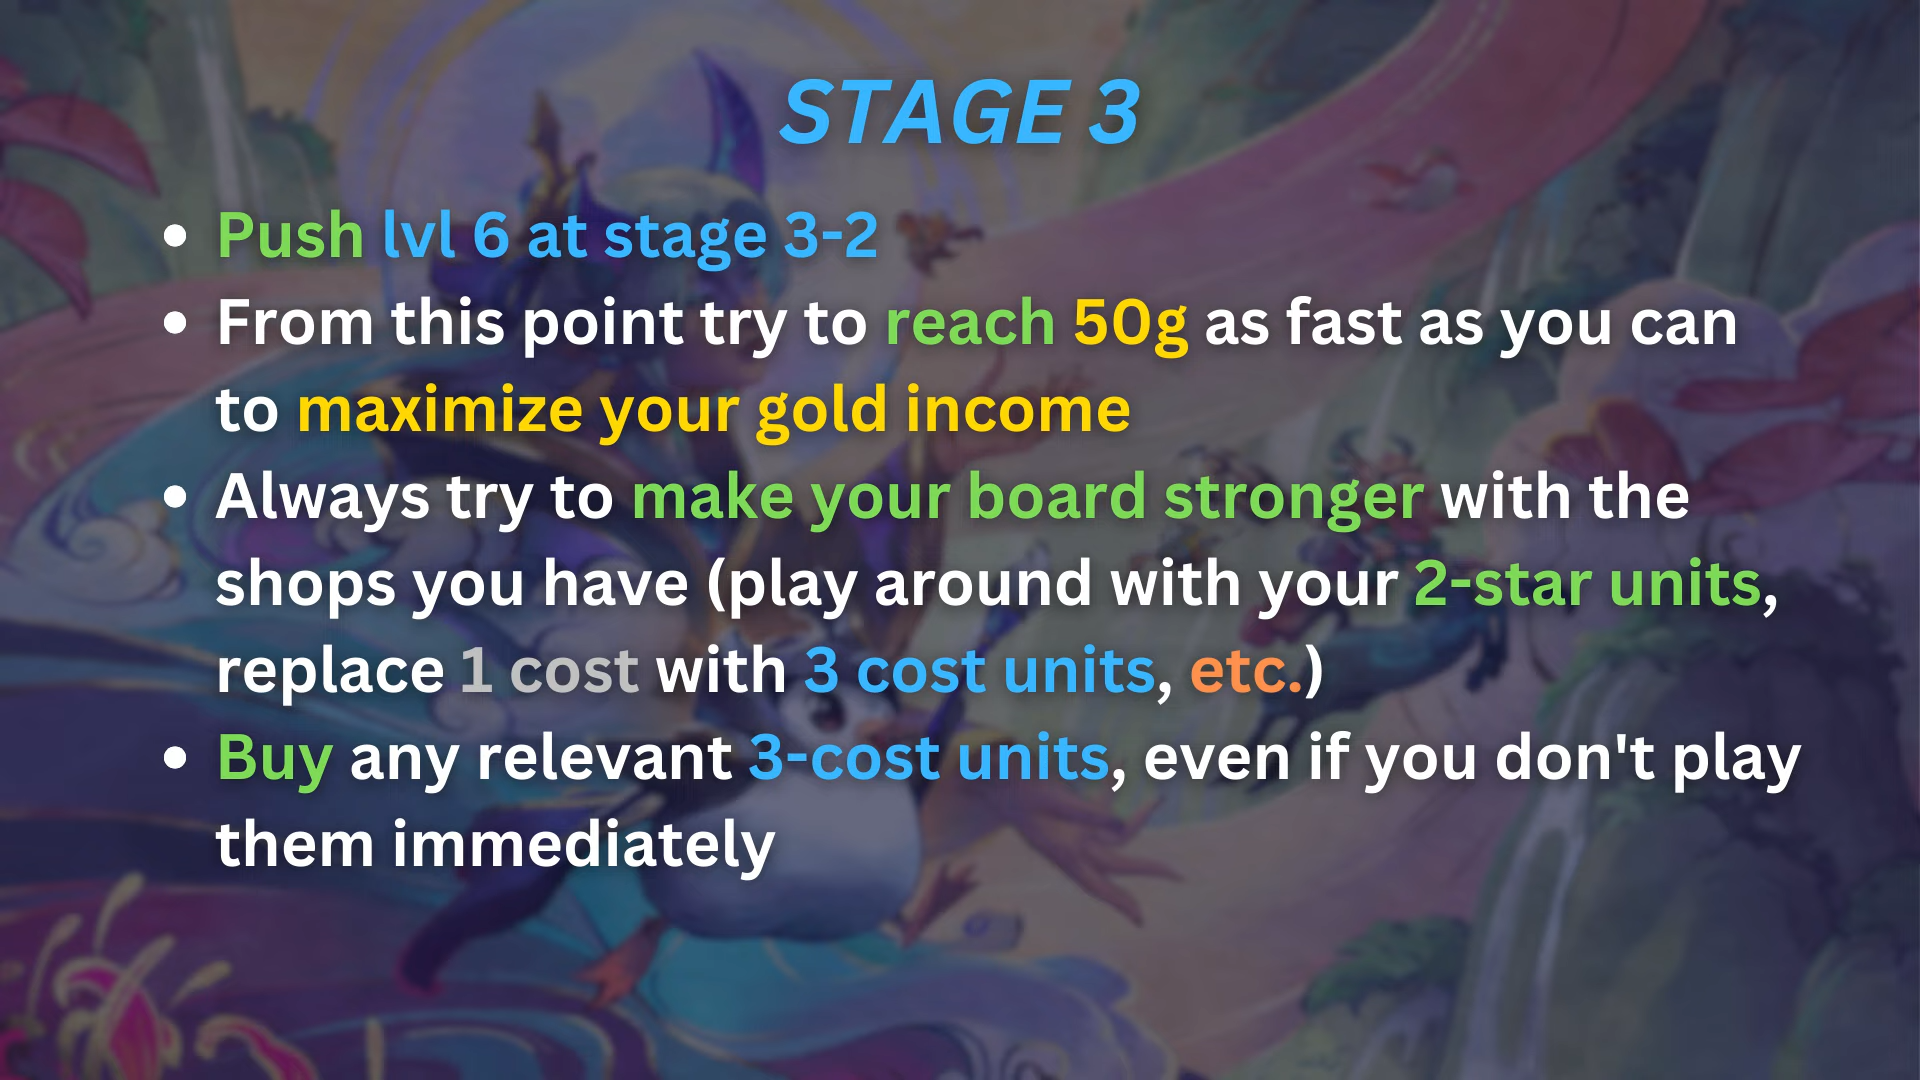 STAGE 3
• Push lvl 6 at stage 3-2
• From this point try to reach 50g as fast as you can
to maximize your gold income
• Always try to make your board stronger with the
shops you have (play around with your 2-star units,
replace 1 cost with 3 cost units, etc.)
• Buy any relevant 3-cost units, even if you don't play
them immediately